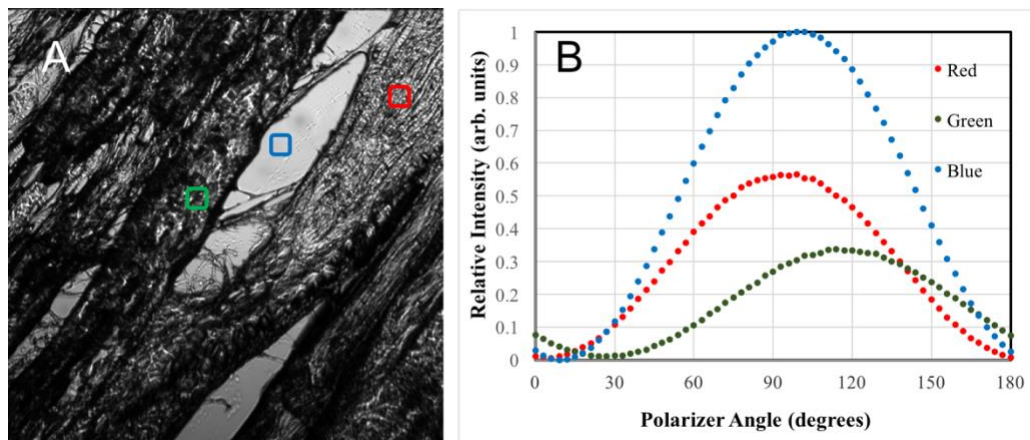 A
B
Relative Intensity (arb. units)
1
0.9
0.8
0.7
0.6
0.5
0.4
0.3
0.2
0.1
0
0 30 60 90 120 150 180
Polarizer Angle (degrees)
Red
Green
Blue